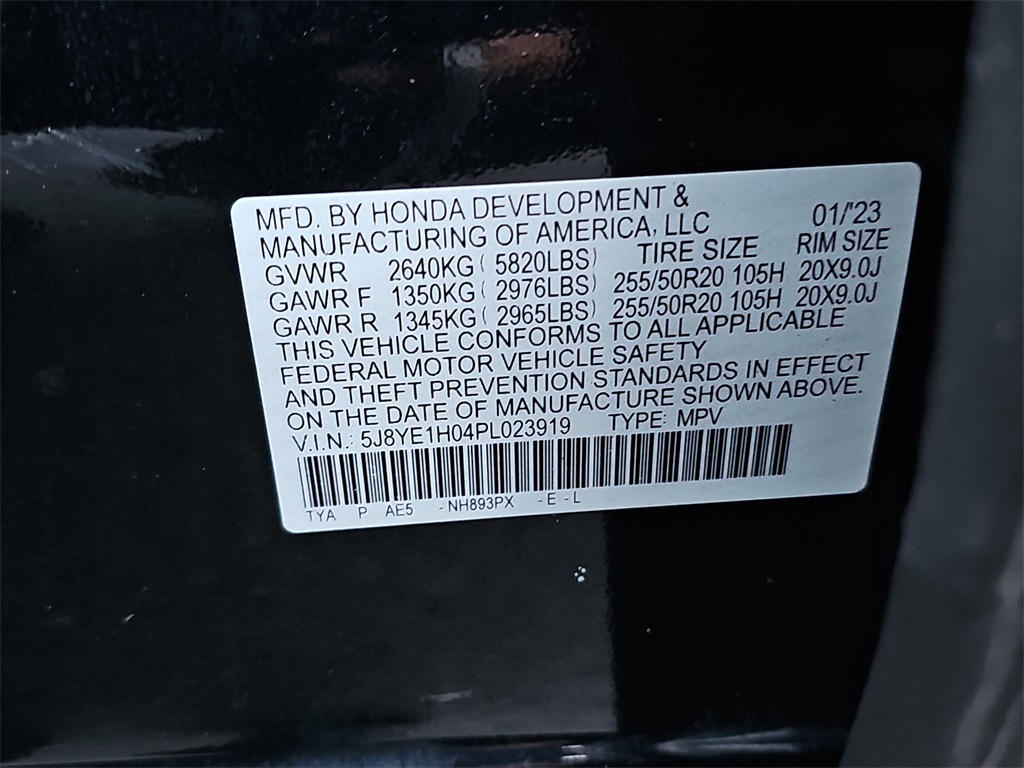 MFD. BY HONDA DEVELOPMENT &
MANUFACTURING OF AMERICA, LLC 01/'23
GVWR 2640KG( 5820LBS) TIRE SIZE RIM SIZE
GAWR F 1350KG( 2976LBS) 255/50R20 105H 20X9.0J
GAWR R 1345KG( 2965LBS) 255/50R20 105H 20X9.0J
THIS VEHICLE CONFORMS TO ALL APPLICABLE
FEDERAL MOTOR VEHICLE SAFETY
AND THEFT PREVENTION STANDARDS IN EFFECT
ON THE DATE OF MANUFACTURE SHOWN ABOVE.
V.I.N.: 5J8YE1H04PL023919 TYPE: MPV
TYA P AE5 -NH893PX -E-L